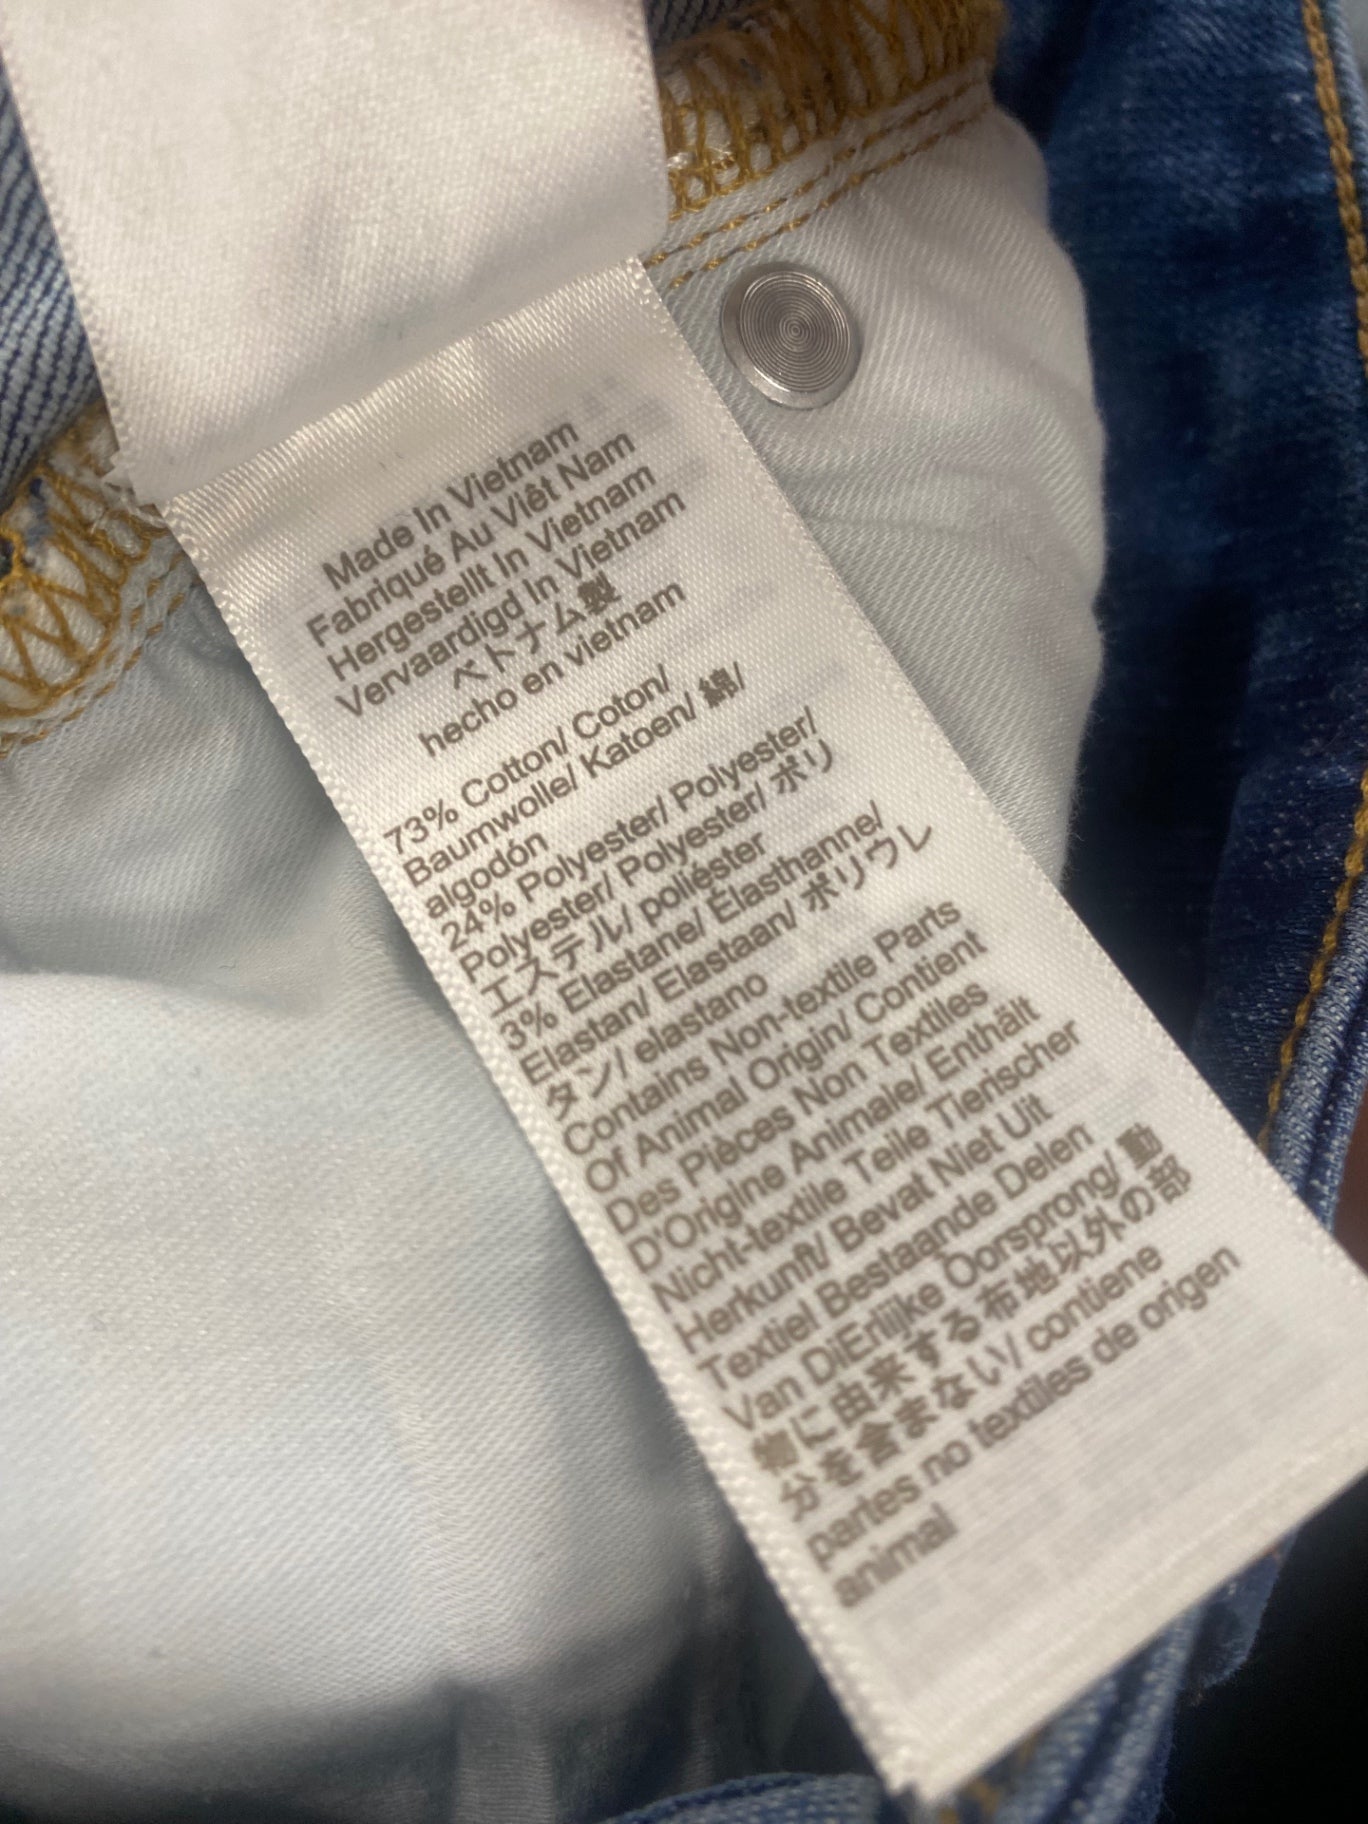 Made In Vietnam
Fabriqué Au Viêt Nam
Hergestellt In Vietnam
Vervaardigd In Vietnam
ベトナム製
hecho en vietnam
73% Cotton/ Coton/
Baumwolle/ Katoen/ 綿/
algodón
24% Polyester/ Polyester/
Polyester/ Polyester/ ポリ
エステル/ poliéster
3% Elastane/ Élasthanne/
Elastan/ Elastaan/ ポリウレ
タン/ elastano
Contains Non-textile Parts
Of Animal Origin/ Contient
Des Pièces Non Textiles
D'Origine Animale/ Enthält
Nicht-textile Teile Tierischer
Herkunft/ Bevat Niet Uit
Textiel Bestaande Delen
Van DiErlijke Oorsprong/ 動
物に由来する布地以外の部
分を含まない/ contiene
partes no textiles de origen
animal